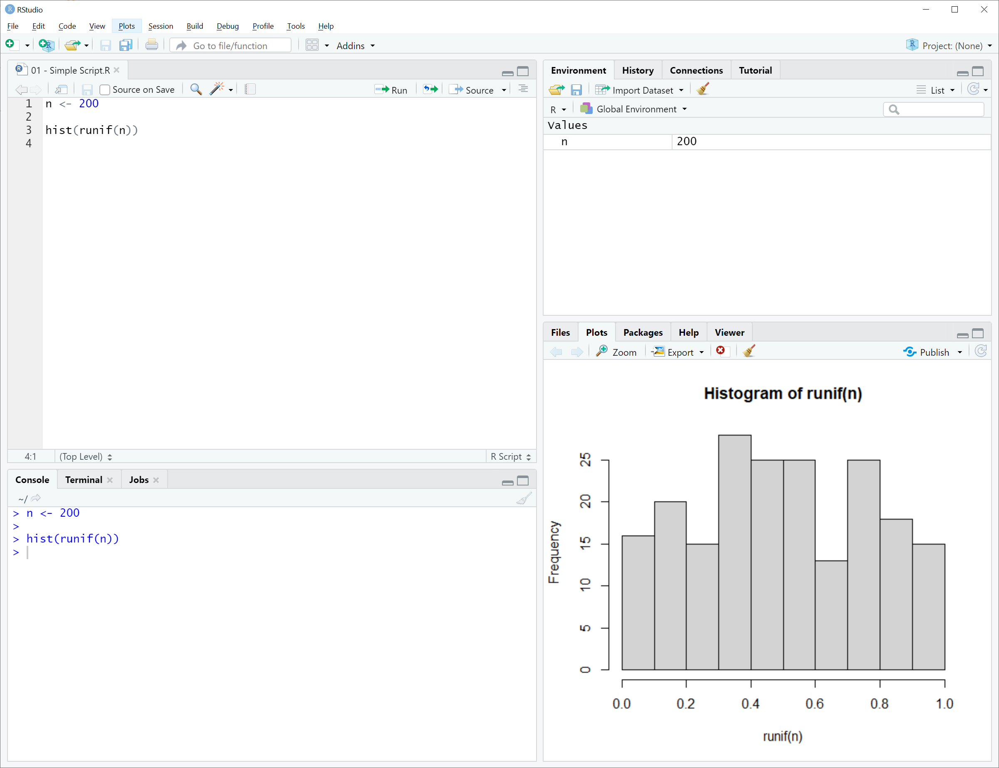 RStudio
File Edit Code View Plots Session Build Debug Profile Tools Help
Go to file/function Addins Project: (None)
01 - Simple Script.R
Source on Save Run Source
1 n <- 200
2
3 hist(runif(n))
4
4:1 (Top Level) R Script
Console Terminal Jobs
~/
> n <- 200
>
> hist(runif(n))
>
Environment History Connections Tutorial
Import Dataset List
R Global Environment
Values
n 200
Files Plots Packages Help Viewer
Zoom Export Publish
Histogram of runif(n)
Frequency
25
20
15
10
5
0
0.0 0.2 0.4 0.6 0.8 1.0
runif(n)